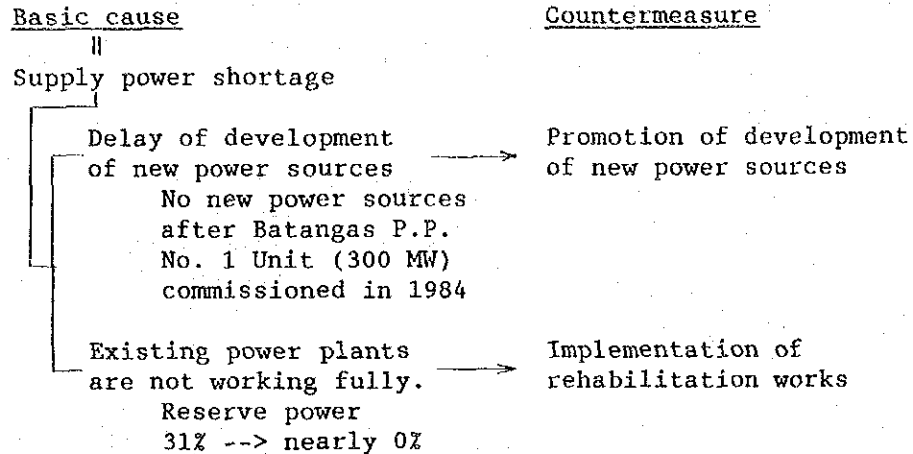 Basic cause Countermeasure
Supply power shortage
Delay of development Promotion of development
of new power sources of new power sources
No new power sources
after Batangas P.P.
No. 1 Unit (300 MW)
commissioned in 1984
Existing power plants Implementation of
are not working fully. rehabilitation works
Reserve power
31% --> nearly 0%